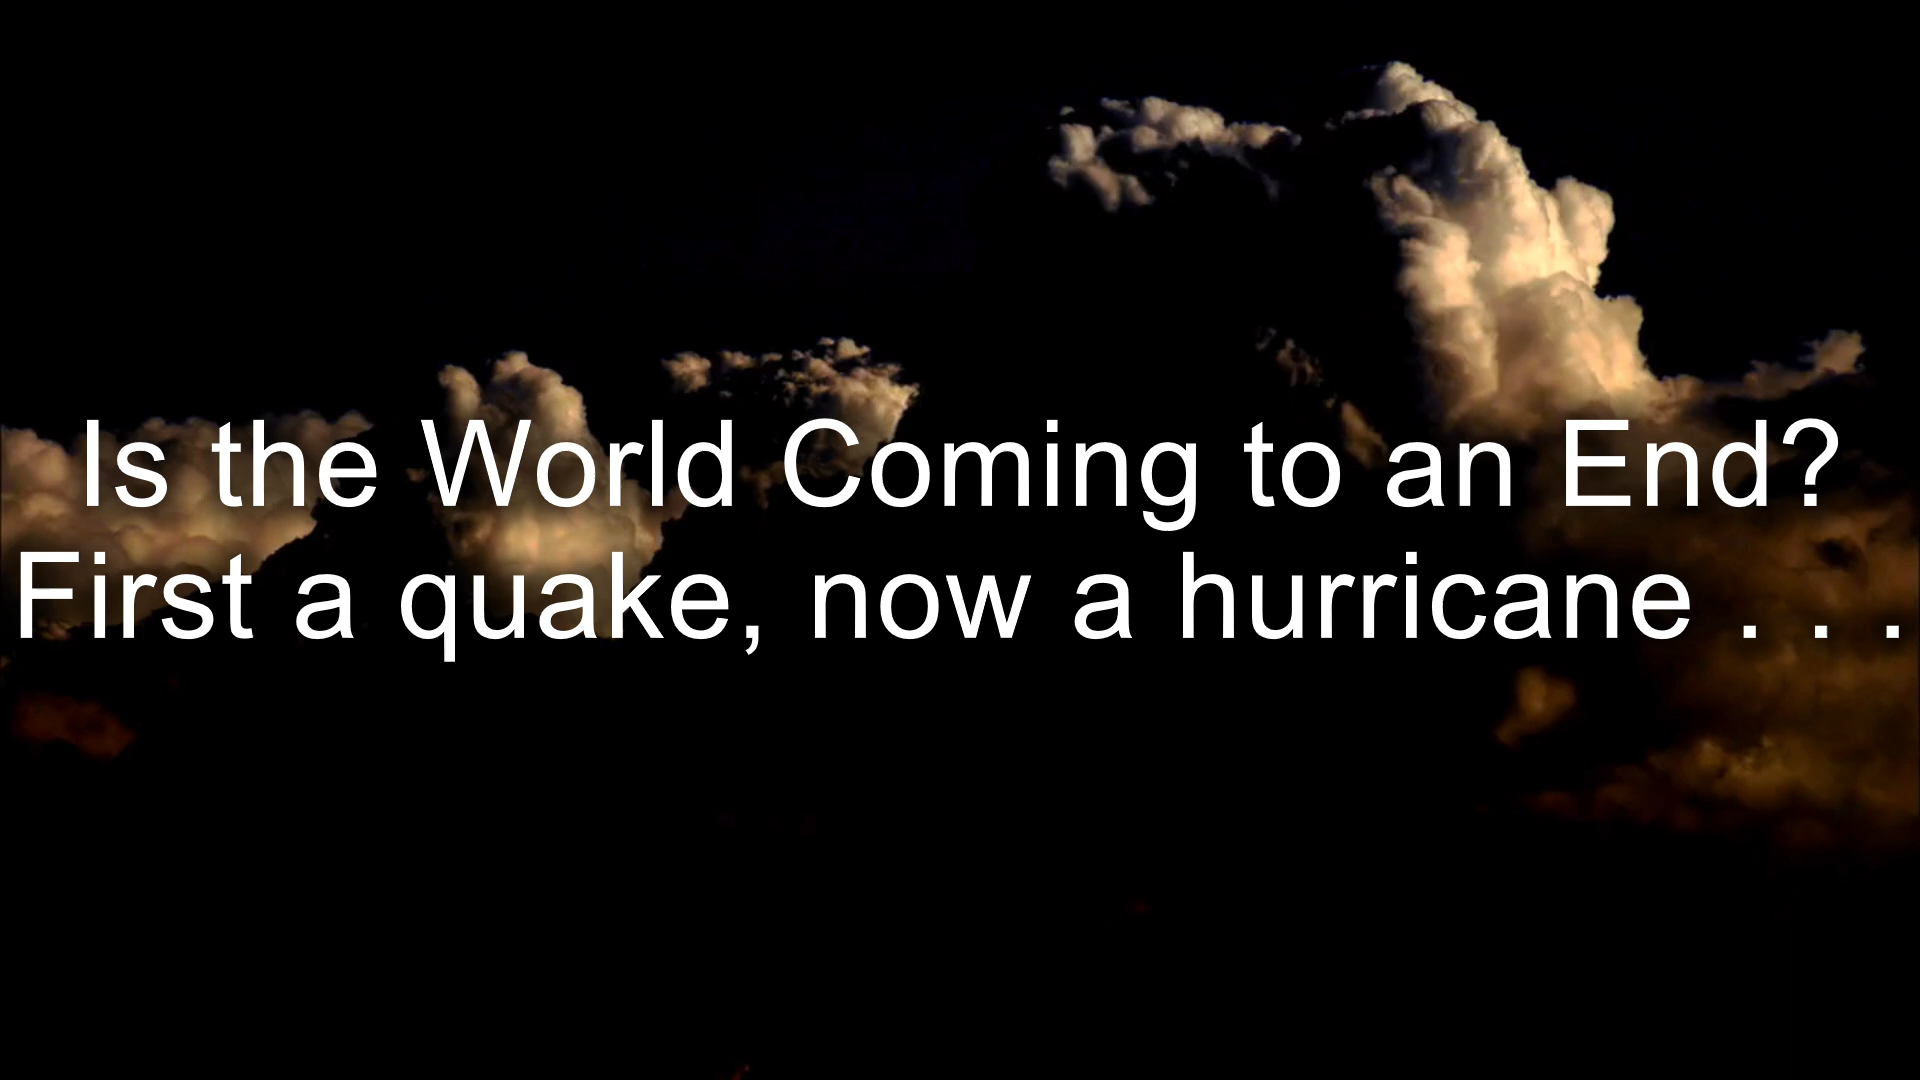 Is the World Coming to an End?
First a quake, now a hurricane . . .